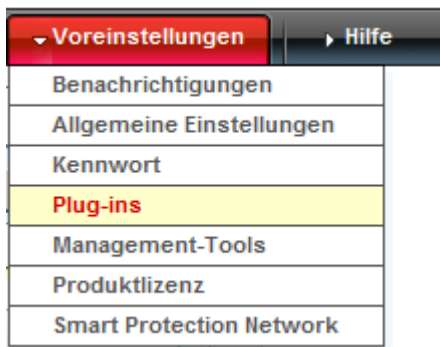 Voreinstellungen Hilfe
Benachrichtigungen
Allgemeine Einstellungen
Kennwort
Plug-ins
Management-Tools
Produktlizenz
Smart Protection Network